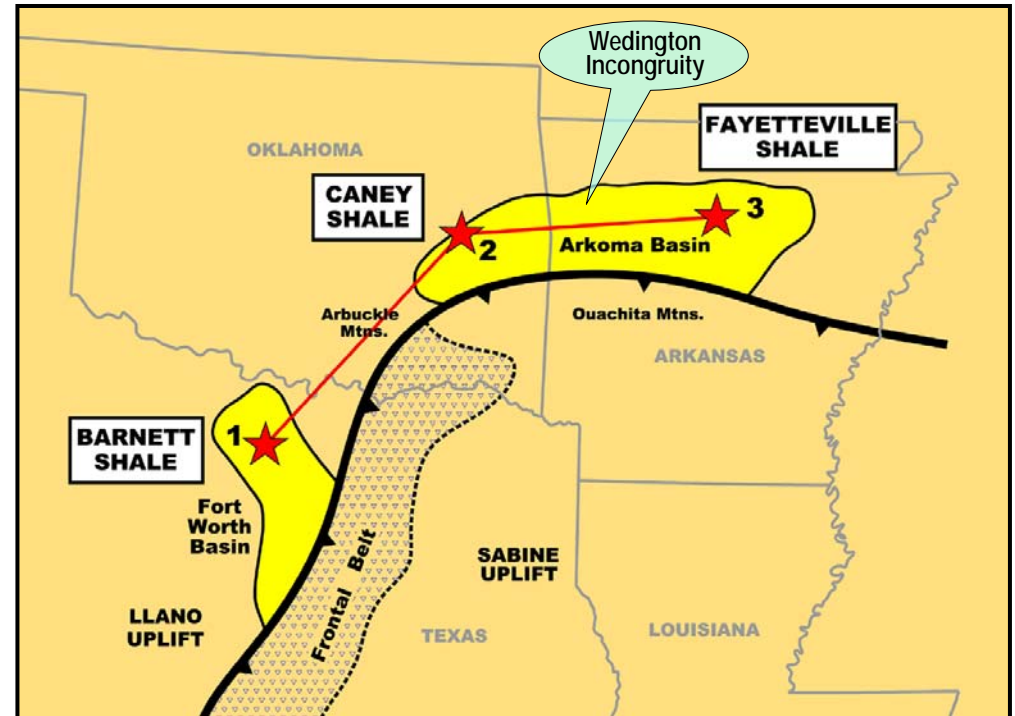 Wedington
Incongruity
FAYETTEVILLE
SHALE
OKLAHOMA
CANEY
SHALE
3
2
Arkoma Basin
Arbuckle
Mtns.
Ouachita Mtns.
ARKANSAS
BARNETT
SHALE
1
Fort
Worth
Basin
Frontal Belt
SABINE
UPLIFT
LLANO
UPLIFT
TEXAS
LOUISIANA